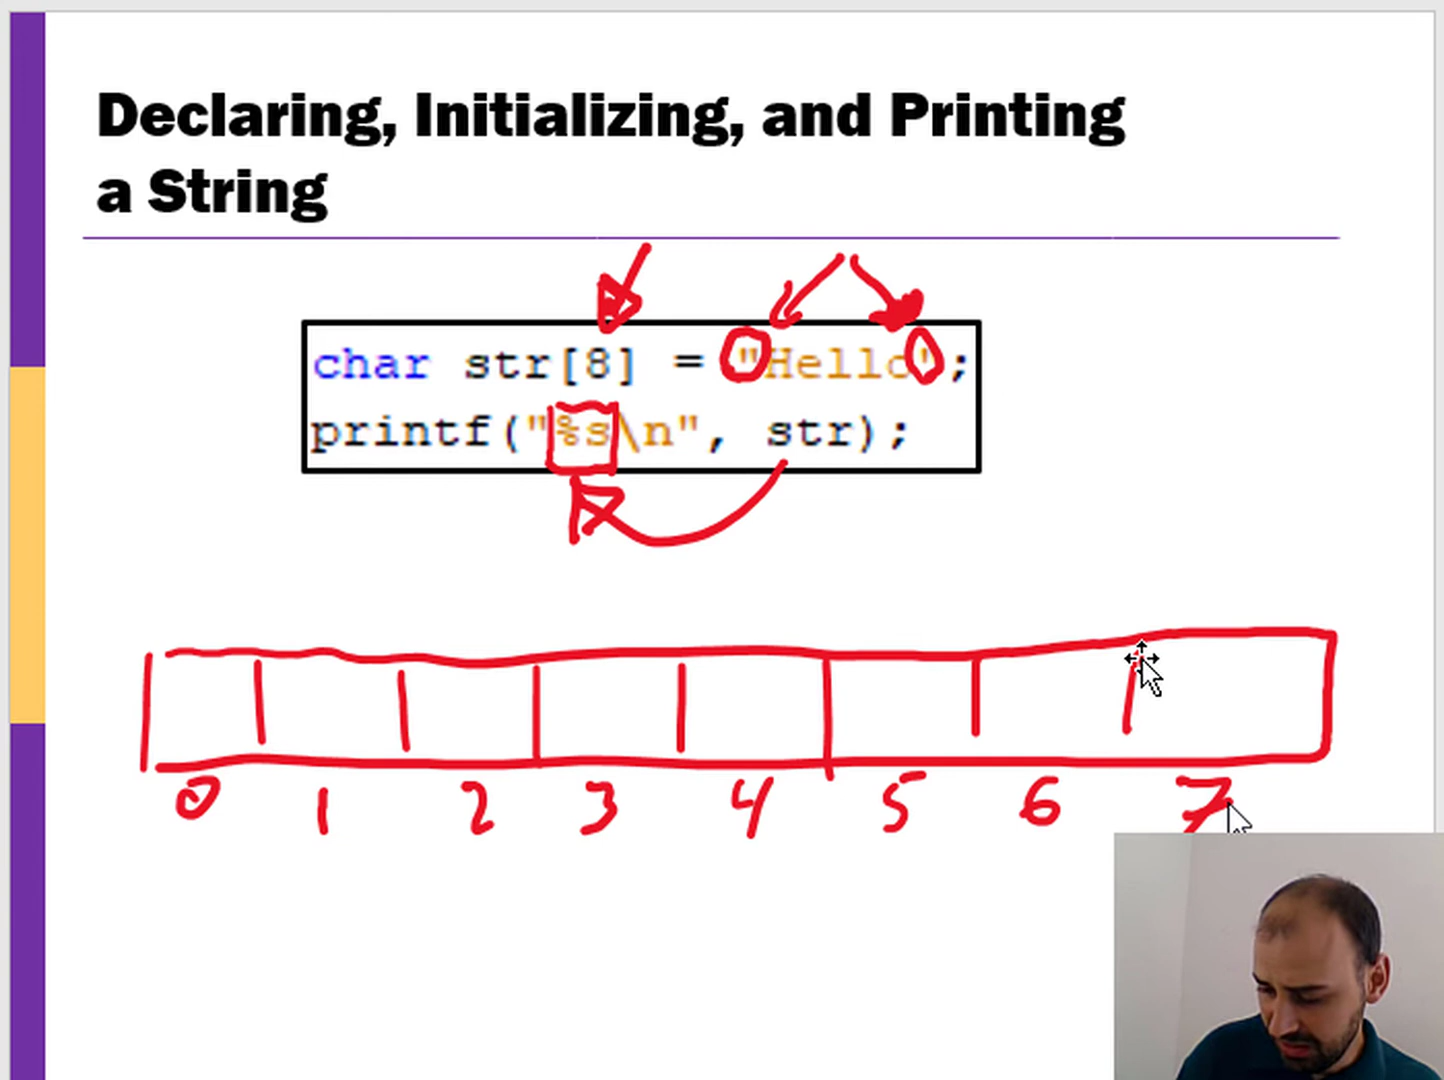 Declaring, Initializing, and Printing
a String
char str[8] = "Hello";
printf("%s\n", str);
0 1 2 3 4 5 6 7